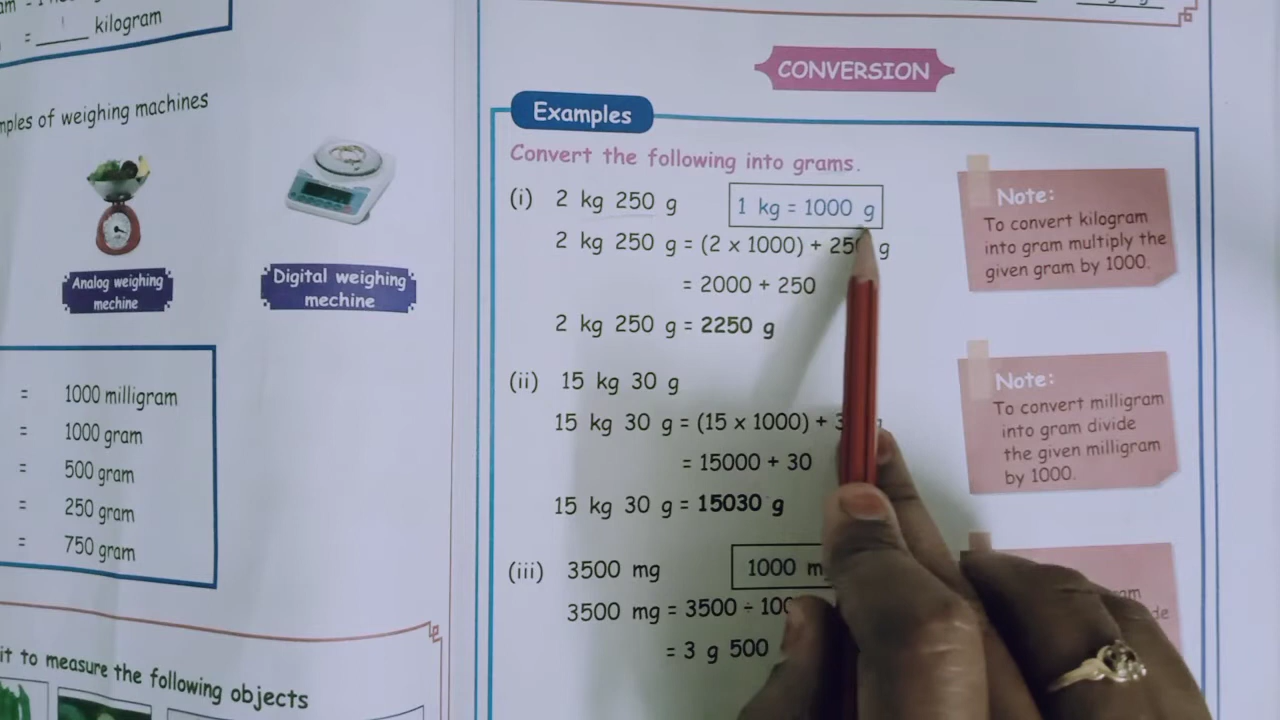 = kilogram
of weighing machines
Analog weighing
mechine
Digital weighing
mechine
= 1000 milligram
= 1000 gram
= 500 gram
= 250 gram
= 750 gram
to measure the following objects
CONVERSION
Examples
Convert the following into grams.
(i) 2 kg 250 g
1 kg = 1000 g
2 kg 250 g = (2 x 1000) + 250 g
= 2000 + 250
2 kg 250 g = 2250 g
(ii) 15 kg 30 g
15 kg 30 g = (15 x 1000) +
= 15000 + 30
15 kg 30 g = 15030 g
(iii) 3500 mg
1000
3500 mg = 3500 ÷
= 3 g 500
Note:
To convert kilogram
into gram multiply the
given gram by 1000.
Note:
To convert milligram
into gram divide
the given milligram
by 1000.